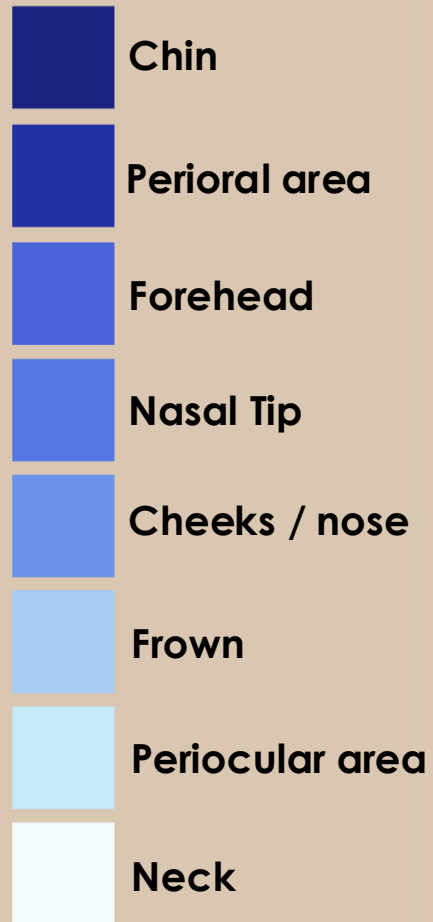 Chin
Perioral area
Forehead
Nasal Tip
Cheeks / nose
Frown
Periocular area
Neck